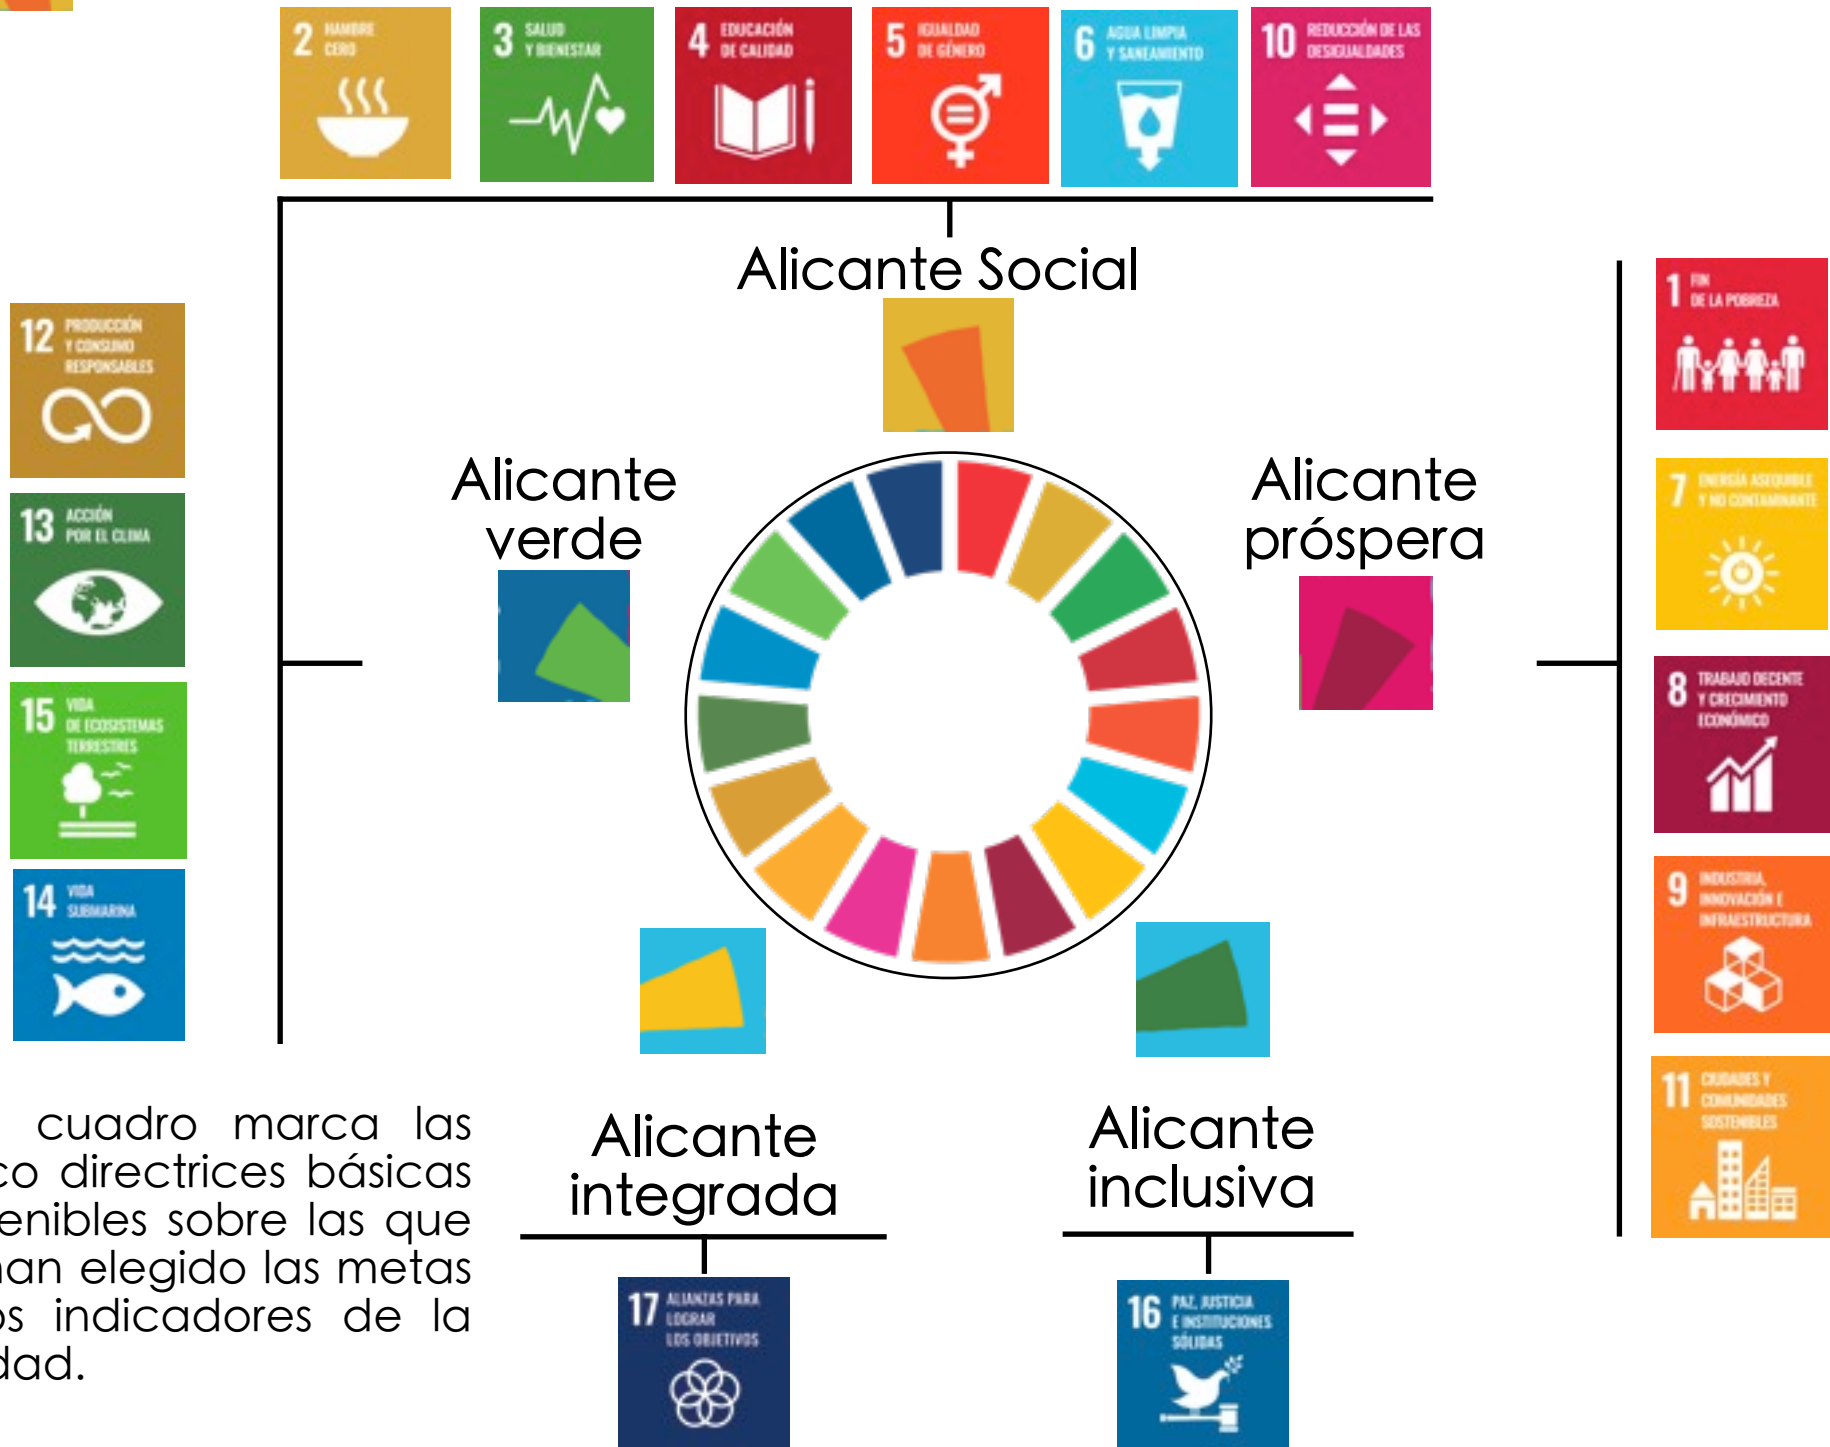 2 HAMBRE
CERO
3 SALUD
Y BIENESTAR
4 EDUCACIÓN
DE CALIDAD
5 IGUALDAD
DE GÉNERO
6 AGUA LIMPIA
Y SANEAMIENTO
10 REDUCCIÓN DE LAS
DESIGUALDADES
Alicante Social
12 PRODUCCIÓN
Y CONSUMO
RESPONSABLES
13 ACCIÓN
POR EL CLIMA
15 VIDA
DE ECOSISTEMAS
TERRESTRES
14 VIDA
SUBMARINA
Alicante
verde
Alicante
próspera
1 FIN
DE LA POBREZA
7 ENERGÍA ASEQUIBLE
Y NO CONTAMINANTE
8 TRABAJO DECENTE
Y CRECIMIENTO
ECONÓMICO
9 INDUSTRIA,
INNOVACIÓN E
INFRAESTRUCTURA
11 CIUDADES Y
COMUNIDADES
SOSTENIBLES
cuadro marca las
co directrices básicas
enibles sobre las que
han elegido las metas
os indicadores de la
dad.
Alicante
integrada
17 ALIANZAS PARA
LOGRAR
LOS OBJETIVOS
Alicante
inclusiva
16 PAZ, JUSTICIA
E INSTITUCIONES
SÓLIDAS